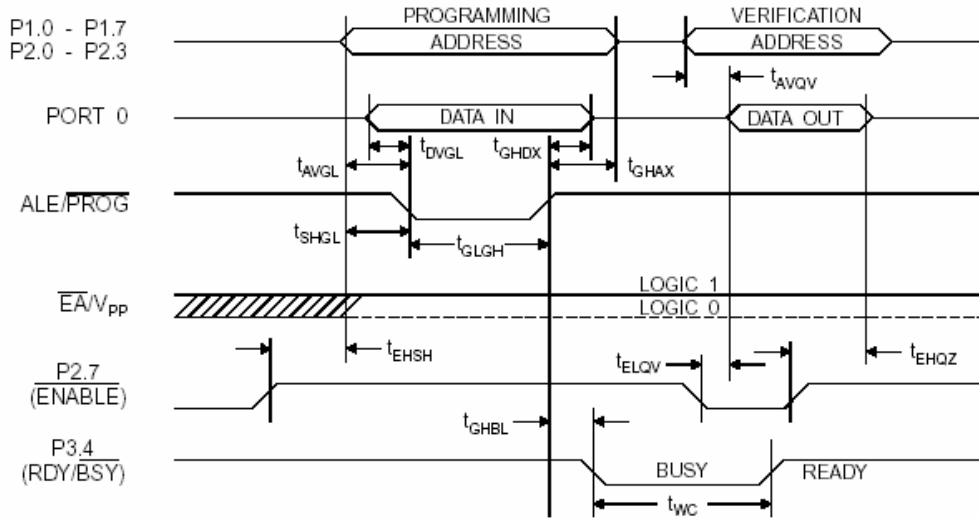 PROGRAMMING VERIFICATION
P1.0 - P1.7
P2.0 - P2.3
ADDRESS ADDRESS
tAVQV
PORT 0
DATA IN DATA OUT
tDVGL tGHDX
tAVGL tGHAX
ALE/PROG
tSHGL tGLGH
LOGIC 1
EA/VPP
LOGIC 0
tEHSH tELQV tEHQZ
P2.7
(ENABLE)
tGHBL
P3.4
(RDY/BSY)
BUSY READY
tWC